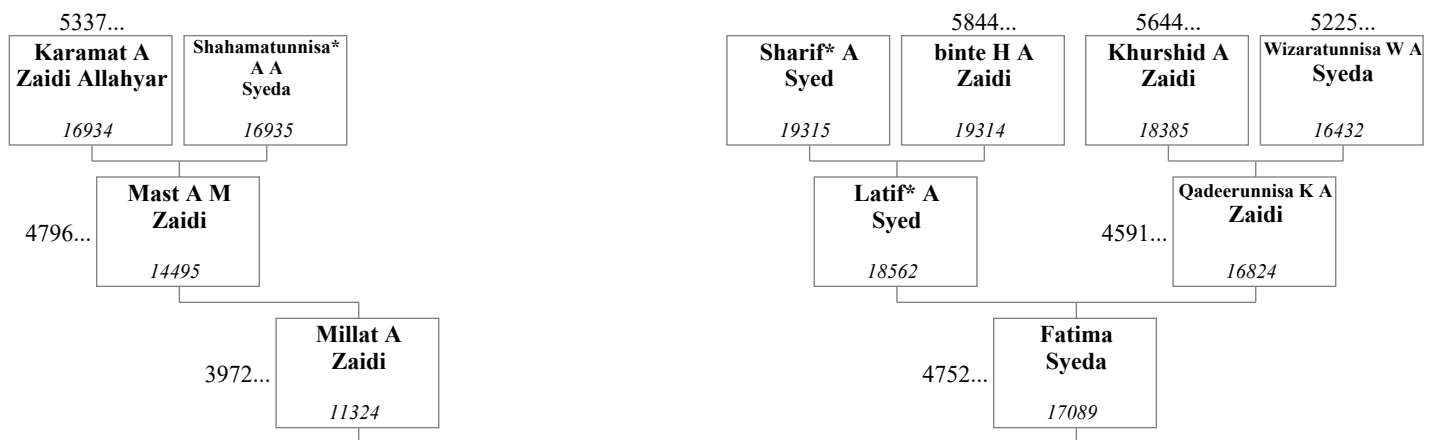 5337...
5844...
5644...
5225...
Karamat A
Zaidi Allahyar
16934
Shahamatunnisa*
A A
Syeda
16935
Sharif* A
Syed
19315
binte H A
Zaidi
19314
Khurshid A
Zaidi
18385
Wizaratunnisa W A
Syeda
16432
4796...
Mast A M
Zaidi
14495
Latif* A
Syed
18562
4591...
Qadeerunnisa K A
Zaidi
16824
3972...
Millat A
Zaidi
11324
4752...
Fatima
Syeda
17089